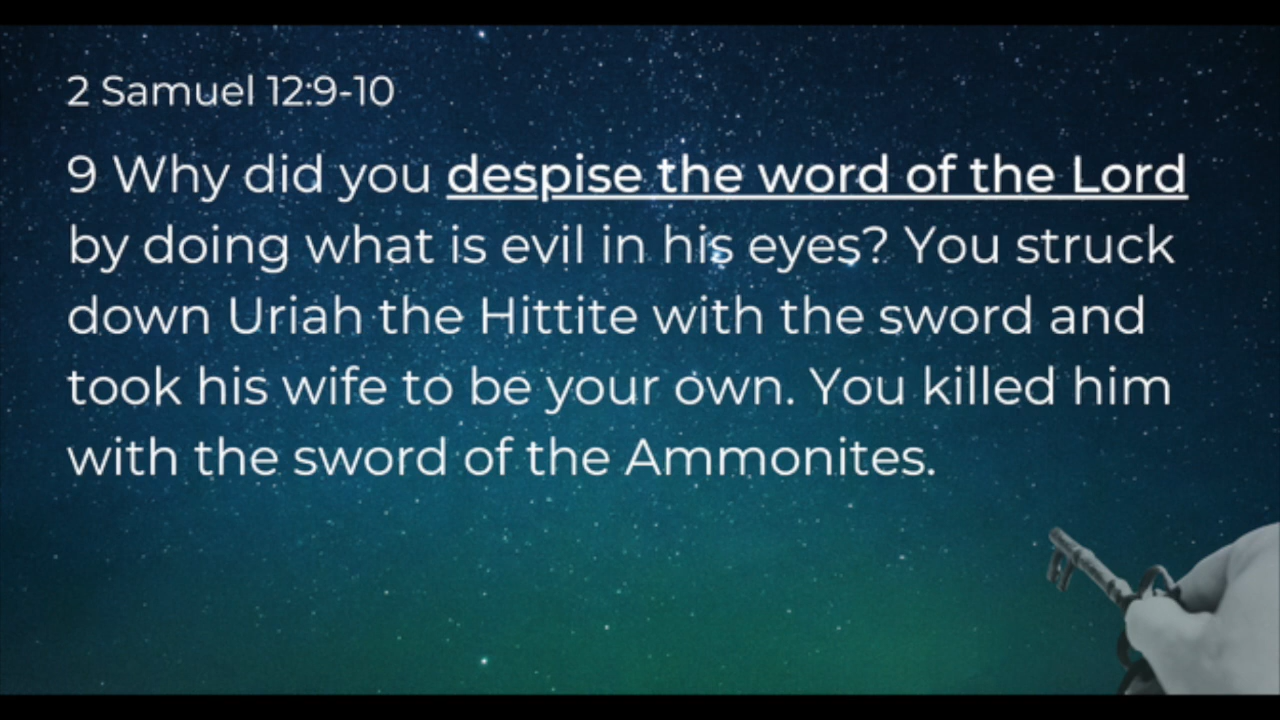 2 Samuel 12:9-10
9 Why did you despise the word of the Lord
by doing what is evil in his eyes? You struck
down Uriah the Hittite with the sword and
took his wife to be your own. You killed him
with the sword of the Ammonites.